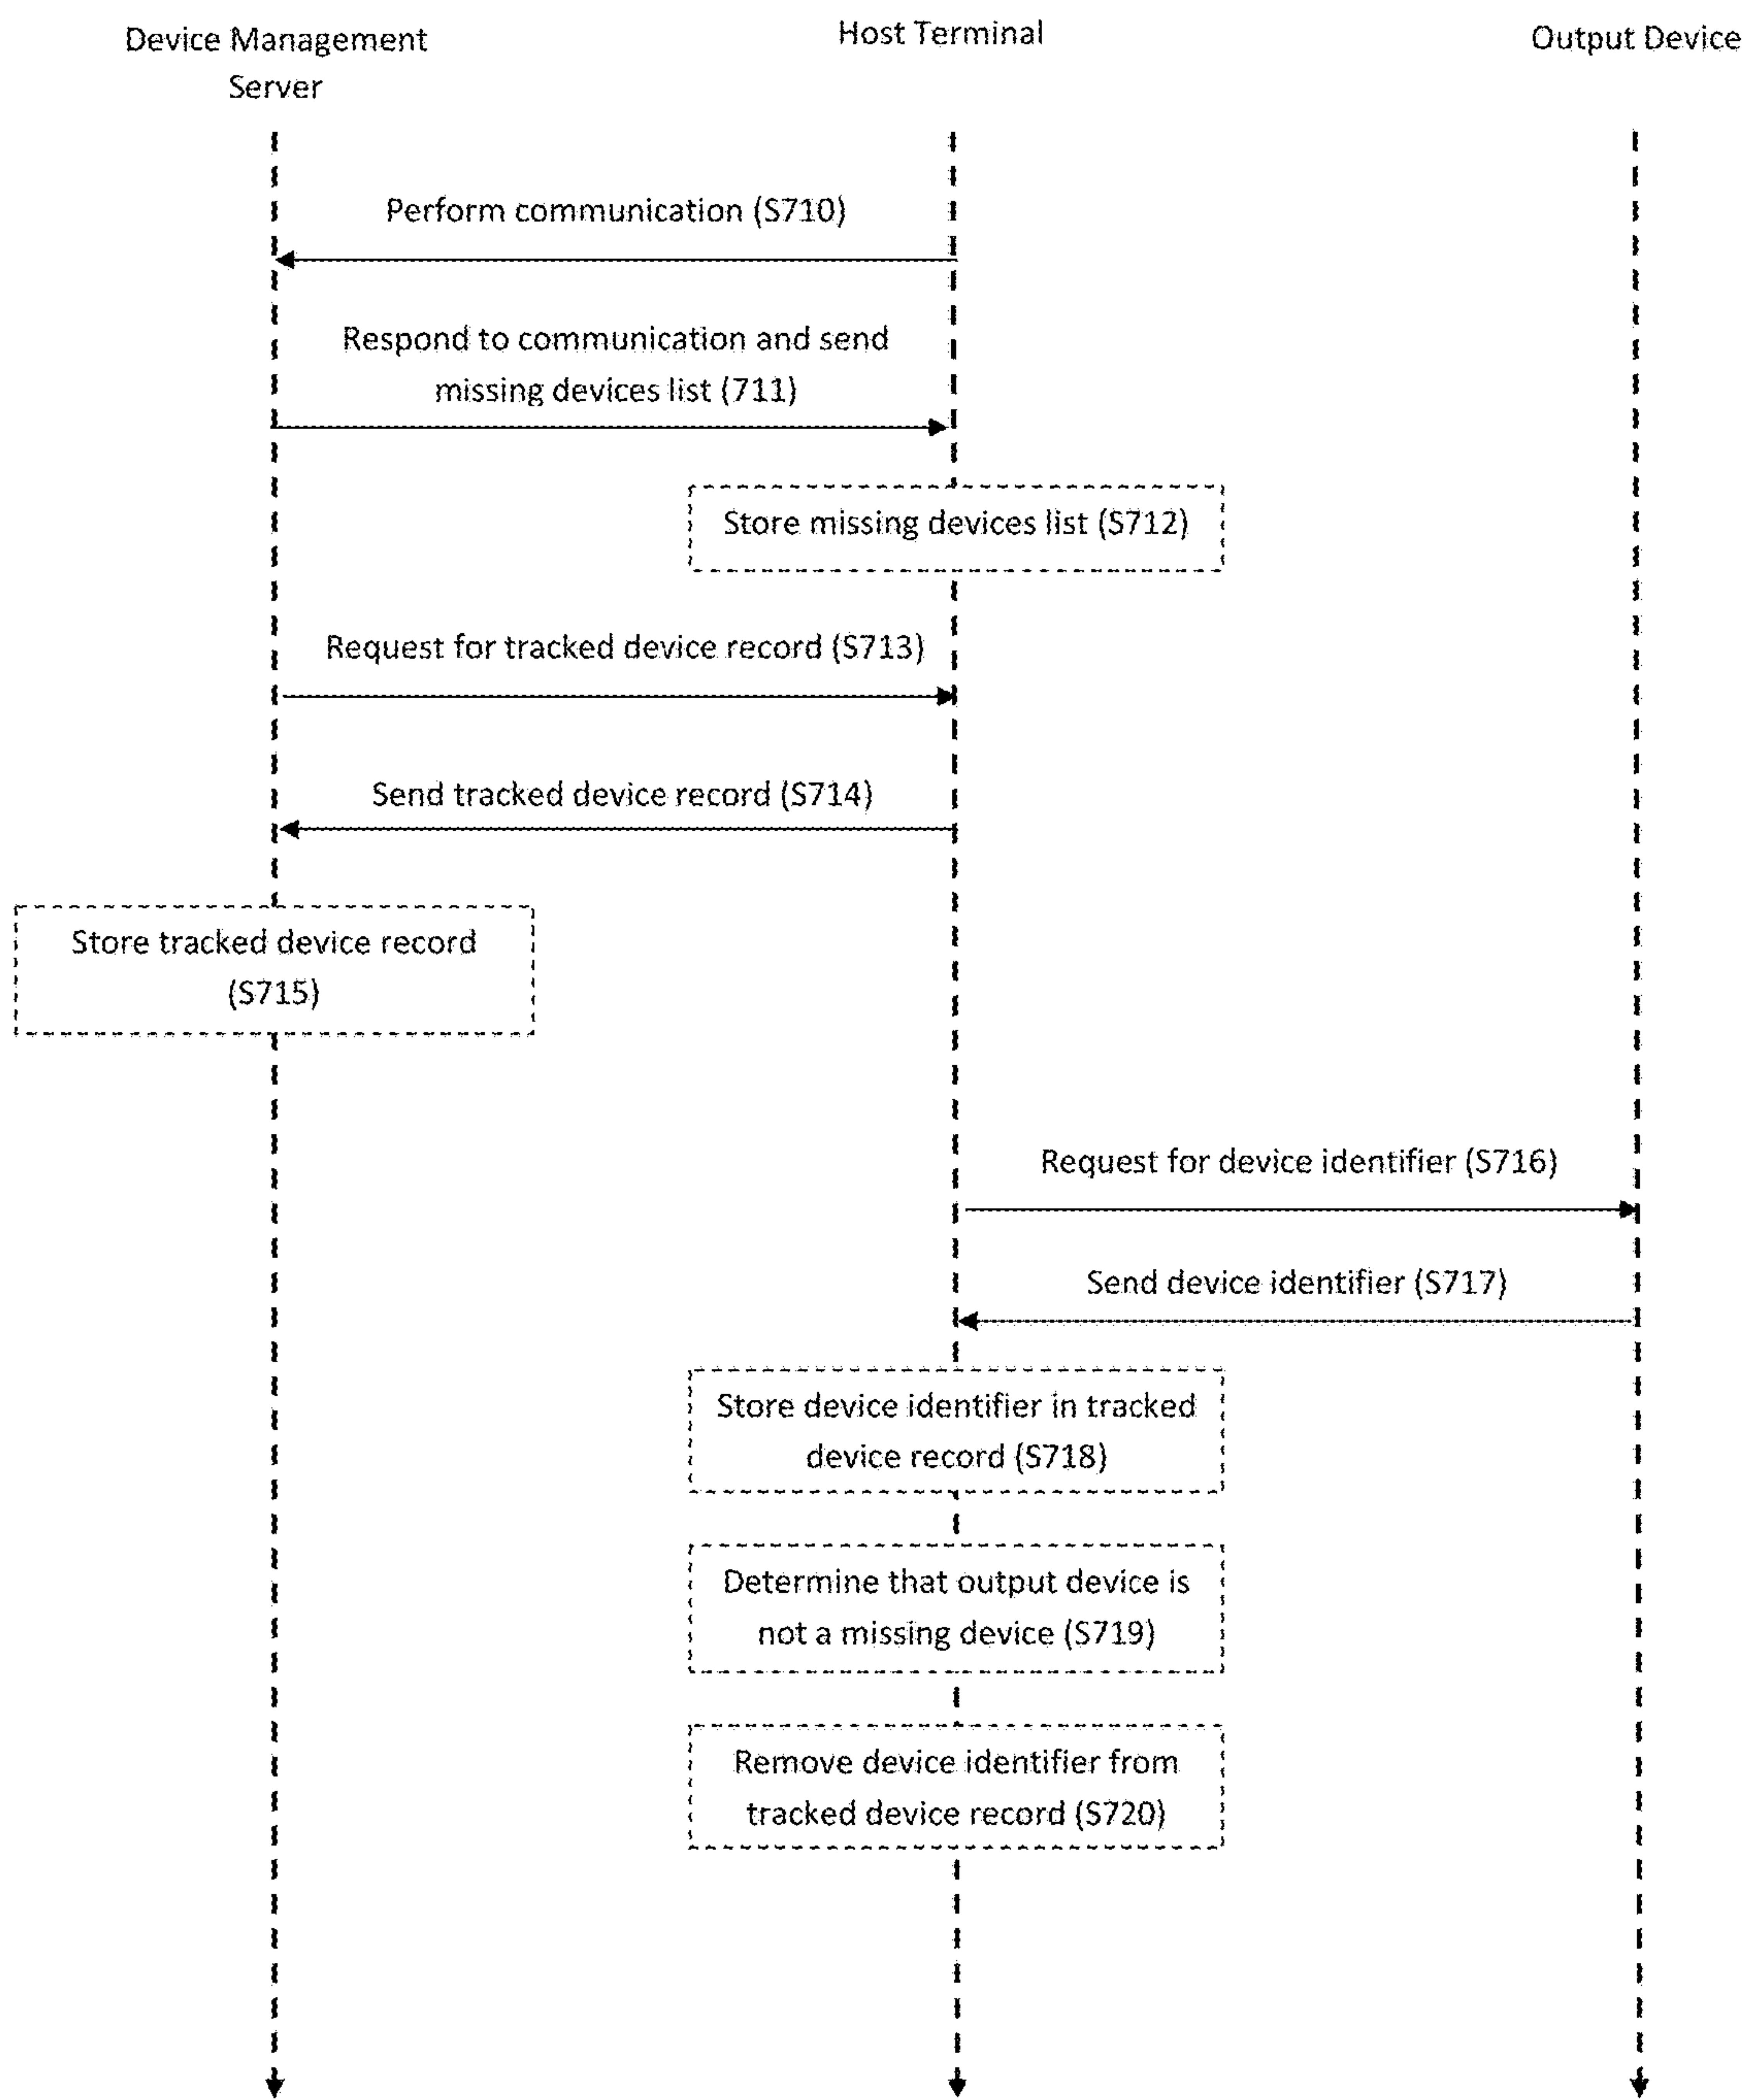 Device Management
Server
Host Terminal
Output Device
Perform communication (S710)
Respond to communication and send
missing devices list (711)
Store missing devices list (S712)
Request for tracked device record (S713)
Send tracked device record (S714)
Store tracked device record
(S715)
Request for device identifier (S716)
Send device identifier (S717)
Store device identifier in tracked
device record (S718)
Determine that output device is
not a missing device (S719)
Remove device identifier from
tracked device record (S720)